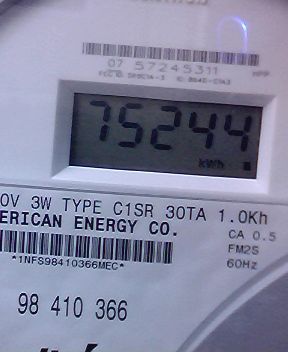 07 57245311
75244
kWh
0V 3W TYPE C1SR 30TA 1.0Kh
ERICAN ENERGY CO.
CA 0.5
FM2S
60Hz
*1NFS98410366MEC*
98 410 366